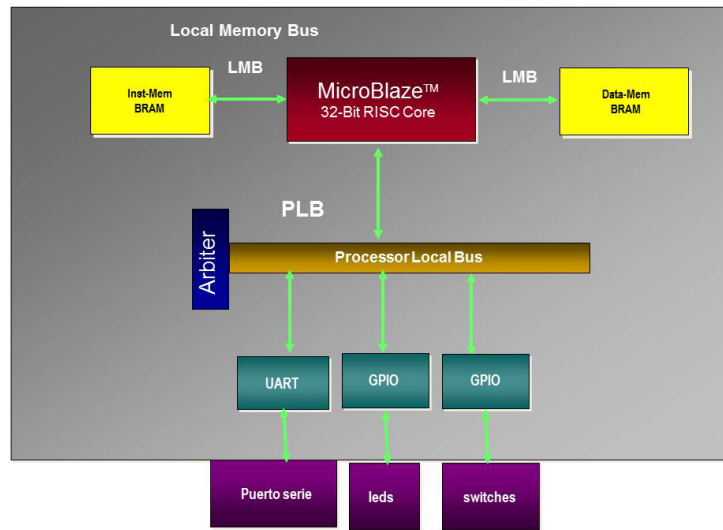 Local Memory Bus
LMB
LMB
Inst-Mem
BRAM
MicroBlaze™
32-Bit RISC Core
Data-Mem
BRAM
PLB
Arbiter
Processor Local Bus
UART
GPIO
GPIO
Puerto serie
leds
switches